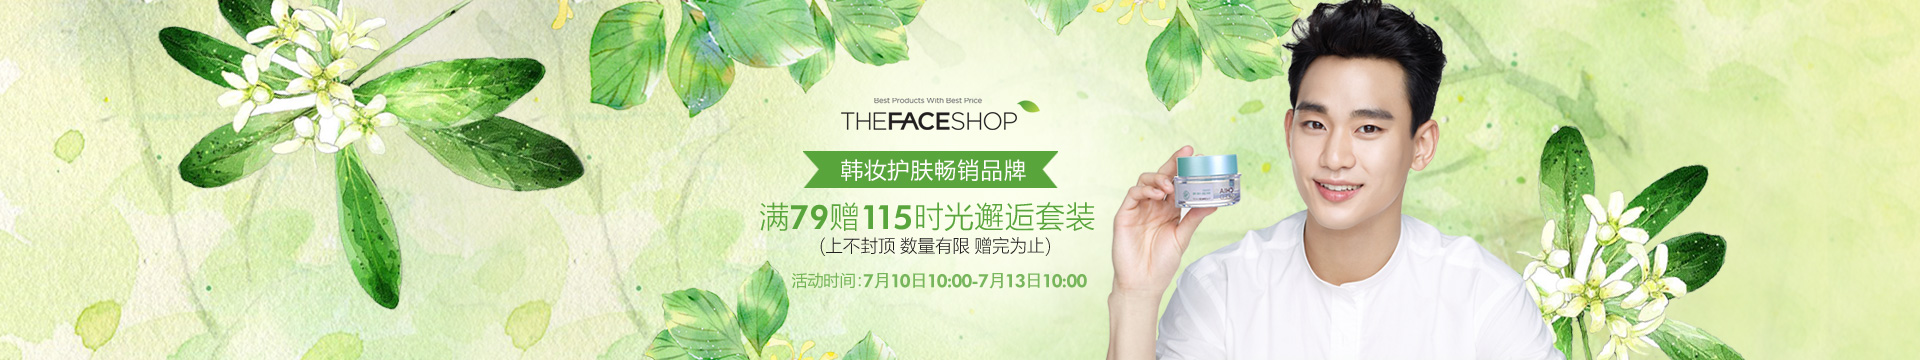 Best Products With Best Price
THEFACESHOP
韩妆护肤畅销品牌
满79赠115时光邂逅套装
(上不封顶 数量有限 赠完为止)
活动时间:7月10日10:00-7月13日10:00